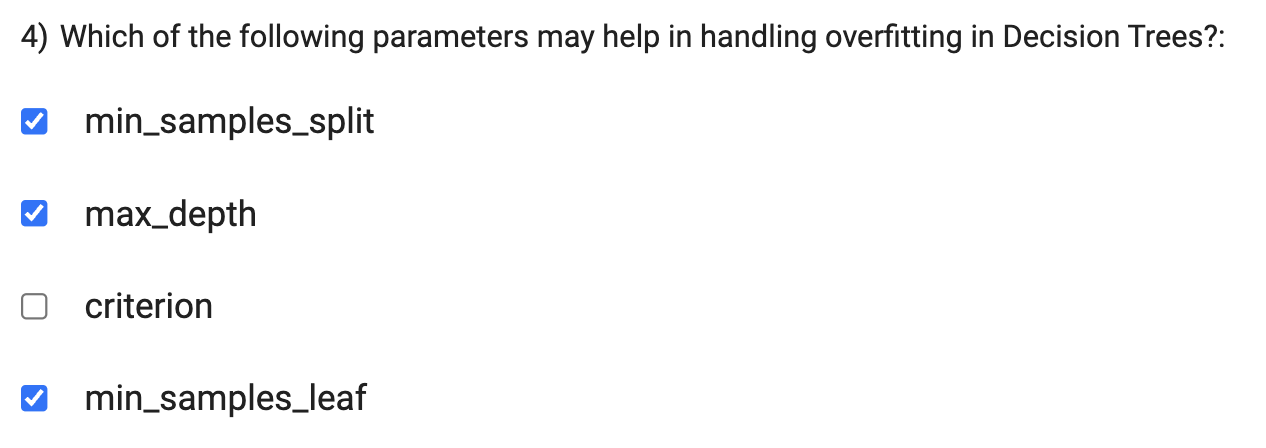 4) Which of the following parameters may help in handling overfitting in Decision Trees?:
min_samples_split
max_depth
criterion
min_samples_leaf